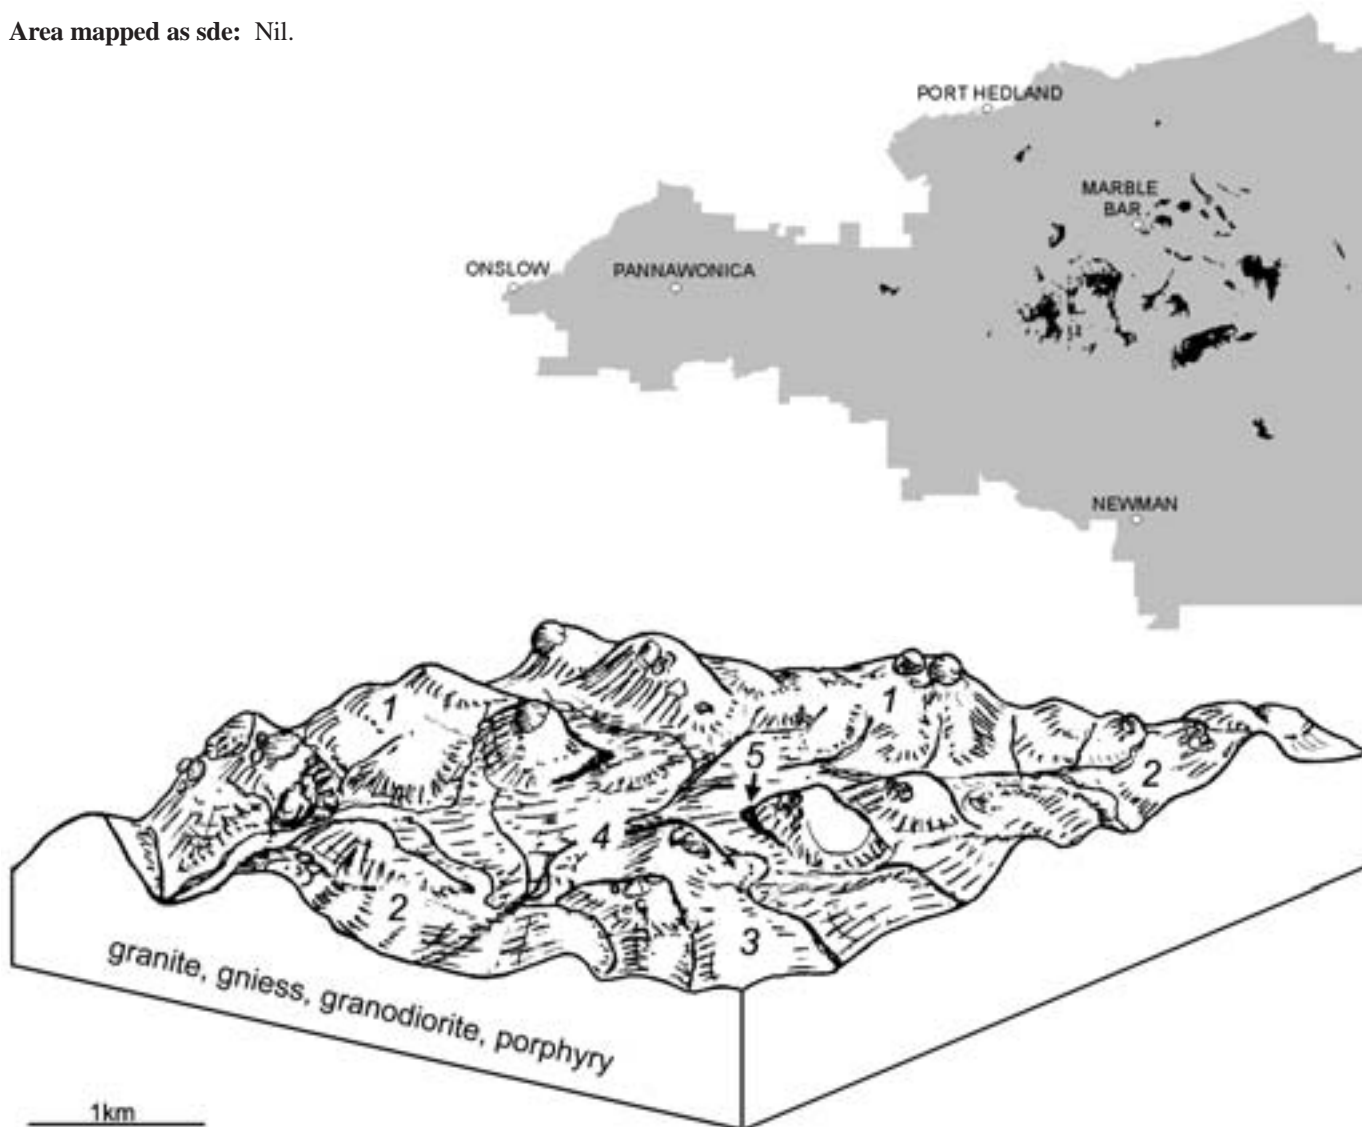 Area mapped as sde: Nil.
PORT HEDLAND
MARBLE
BAR
ONSLOW
PANNAWONICA
NEWMAN
1
1
5
2
4
2
3
granite, gniess, granodiorite, porphyry
1km